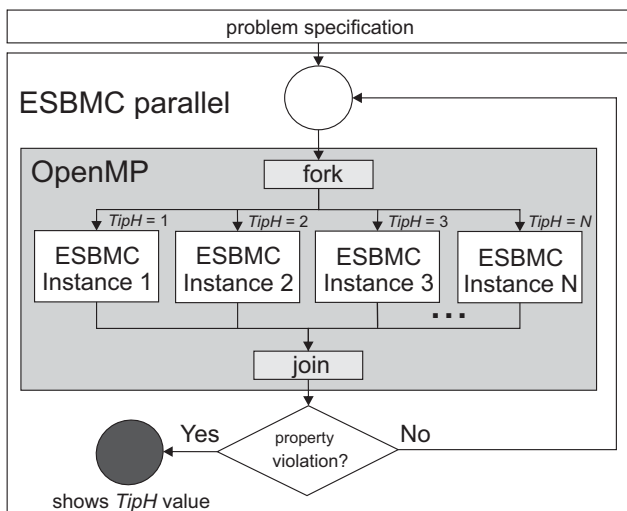 problem specification
ESBMC parallel
OpenMP
fork
TipH = 1
TipH = 2
TipH = 3
TipH = N
ESBMC
Instance 1
ESBMC
Instance 2
ESBMC
Instance 3
ESBMC
Instance N
...
join
Yes
property
violation?
No
shows TipH value